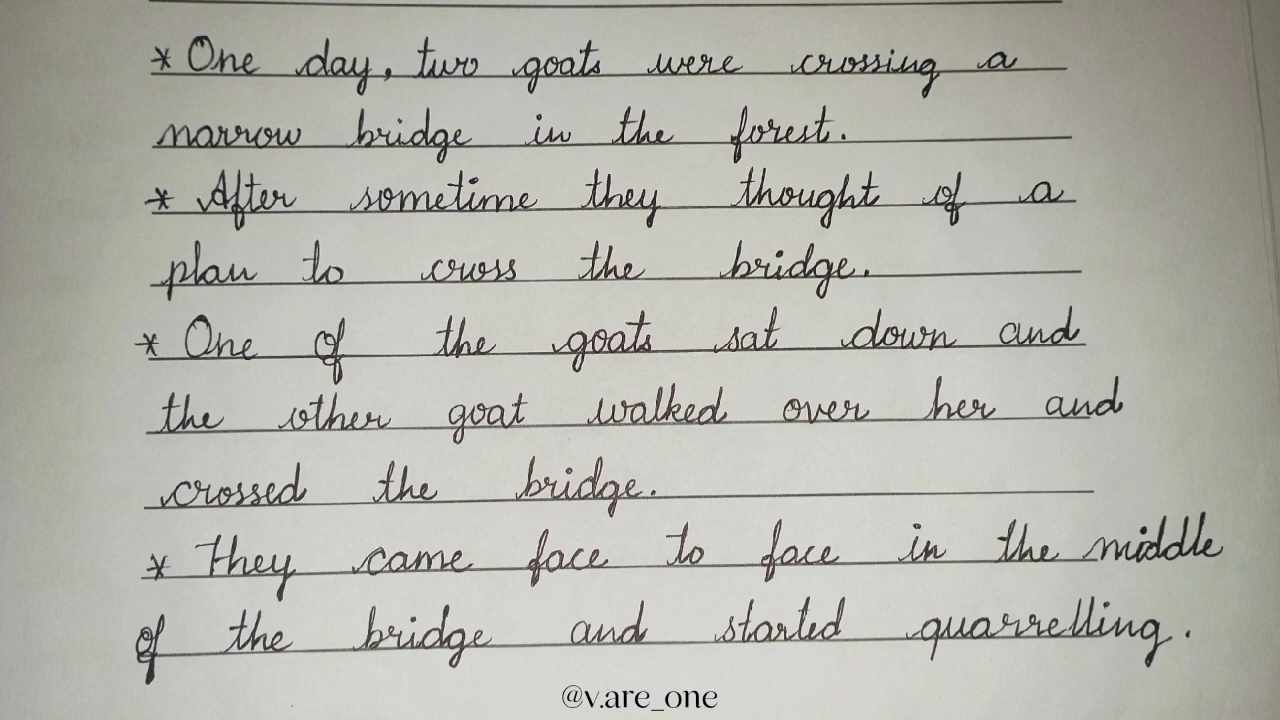 * One day, two goats were crossing a
narrow bridge in the forest.
* After sometime they thought of a
plan to cross the bridge.
* One of the goats sat down and
the other goat walked over her and
crossed the bridge.
* They came face to face in the middle
of the bridge and started quarrelling.
@v.are_one